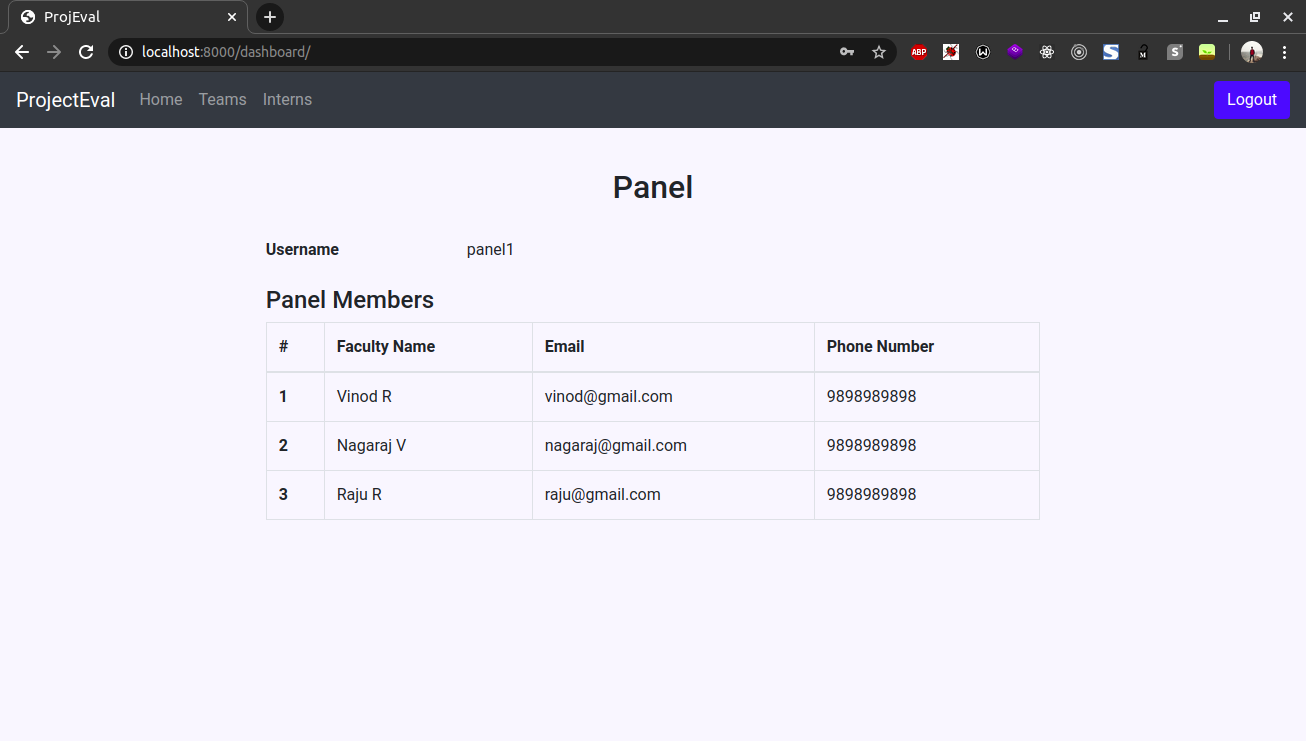 ProjEval
localhost:8000/dashboard/
ABP
M
S
ProjectEval Home Teams Interns Logout
Panel
Username panel1
Panel Members
# Faculty Name Email Phone Number
1 Vinod R vinod@gmail.com 9898989898
2 Nagaraj V nagaraj@gmail.com 9898989898
3 Raju R raju@gmail.com 9898989898